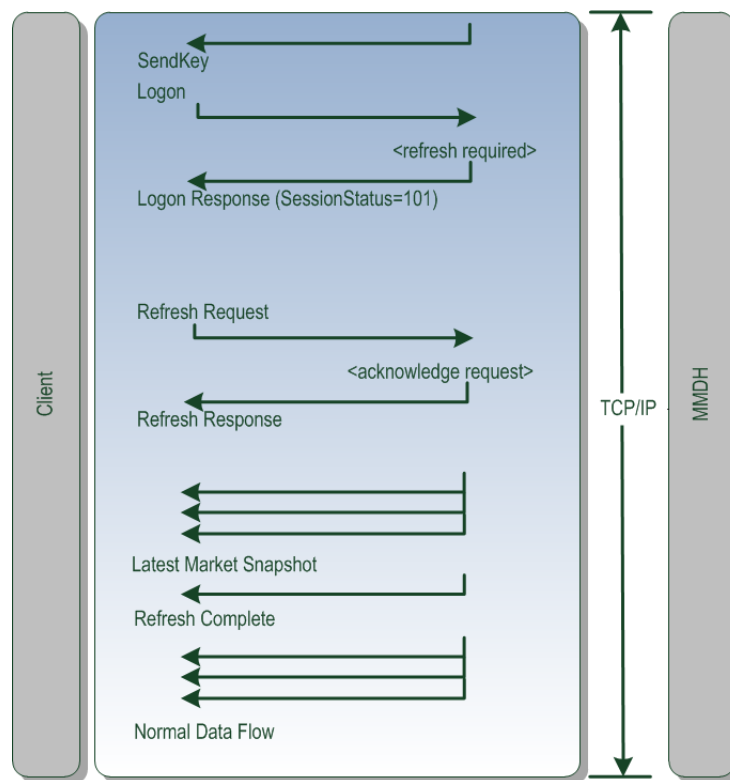 SendKey
Logon
<refresh required>
Logon Response (SessionStatus=101)
Refresh Request
<acknowledge request>
Refresh Response
Latest Market Snapshot
Refresh Complete
Normal Data Flow
Client
TCP/IP
MMDH